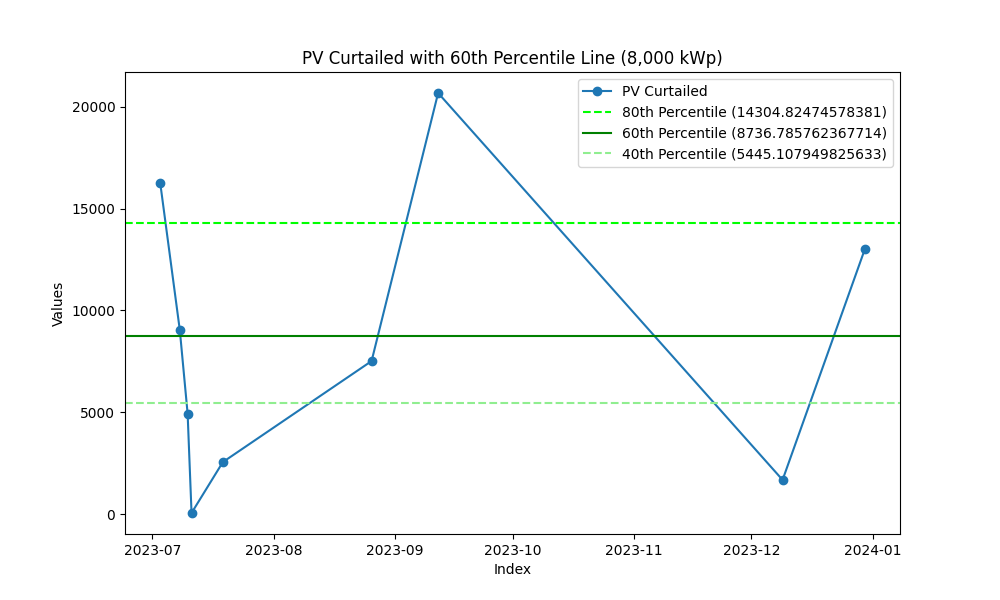 PV Curtailed with 60th Percentile Line (8,000 kWp)
PV Curtailed
80th Percentile (14304.82474578381)
60th Percentile (8736.785762367714)
40th Percentile (5445.107949825633)
Values
20000
15000
10000
5000
0
2023-07 2023-08 2023-09 2023-10 2023-11 2023-12 2024-01
Index